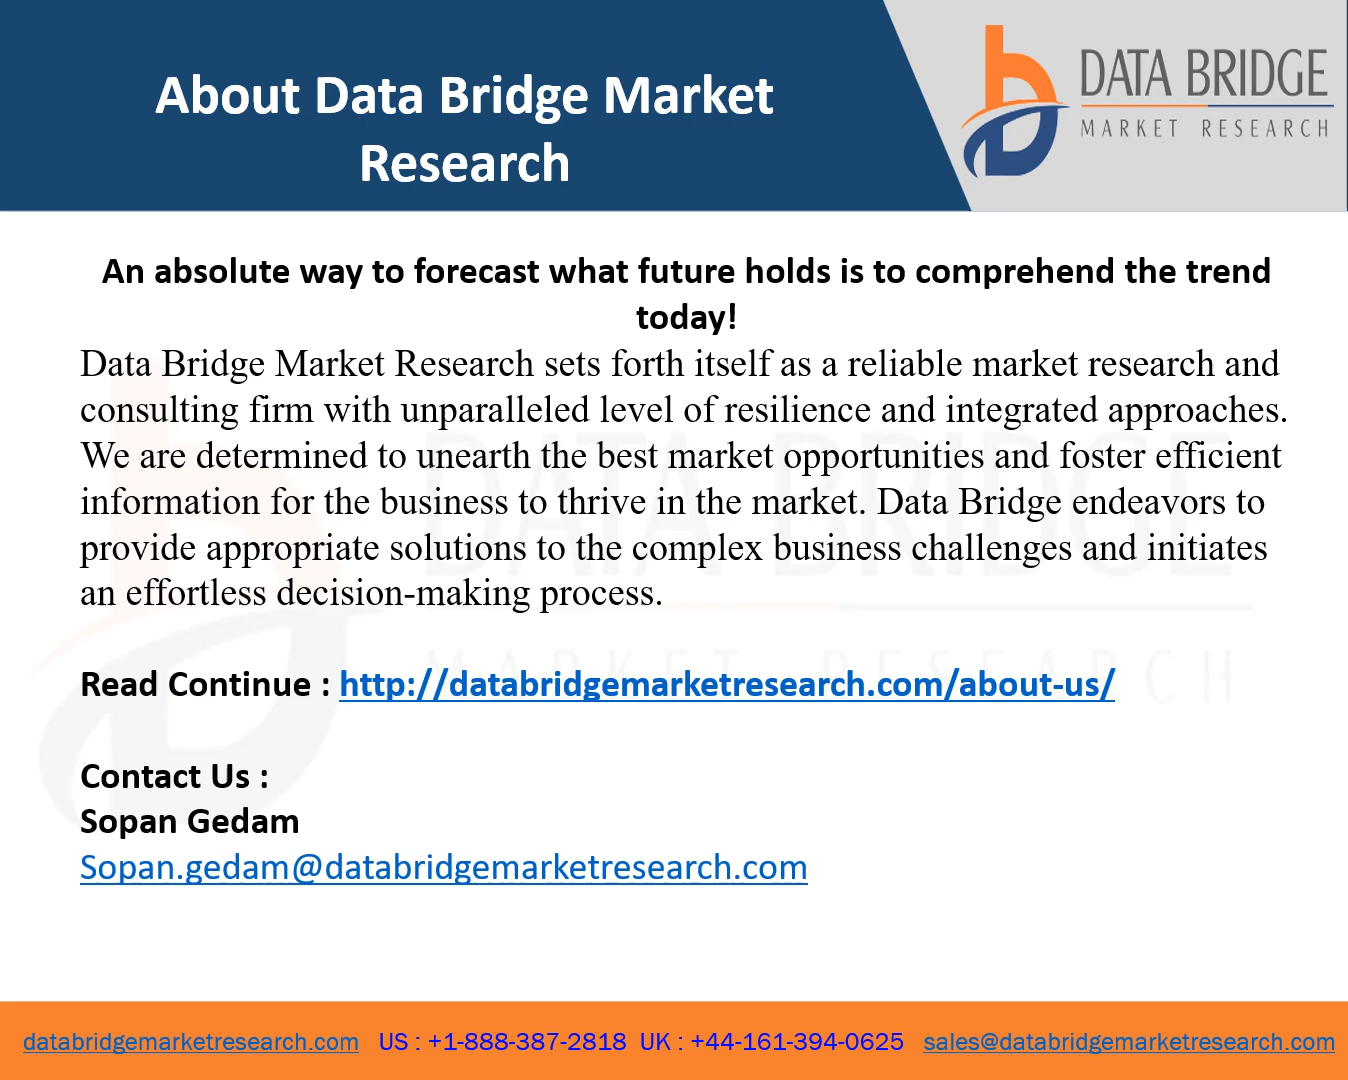 About Data Bridge Market
Research
DATA BRIDGE
MARKET RESEARCH
An absolute way to forecast what future holds is to comprehend the trend
today!
Data Bridge Market Research sets forth itself as a reliable market research and
consulting firm with unparalleled level of resilience and integrated approaches.
We are determined to unearth the best market opportunities and foster efficient
information for the business to thrive in the market. Data Bridge endeavors to
provide appropriate solutions to the complex business challenges and initiates
an effortless decision-making process.
DATA BRIDGE
MARKET RESEARCH
Read Continue : http://databridgemarketresearch.com/about-us/
Contact Us :
Sopan Gedam
Sopan.gedam@databridgemarketresearch.com
databridgemarketresearch.com US : +1-888-387-2818 UK : +44-161-394-0625 sales@databridgemarketresearch.com